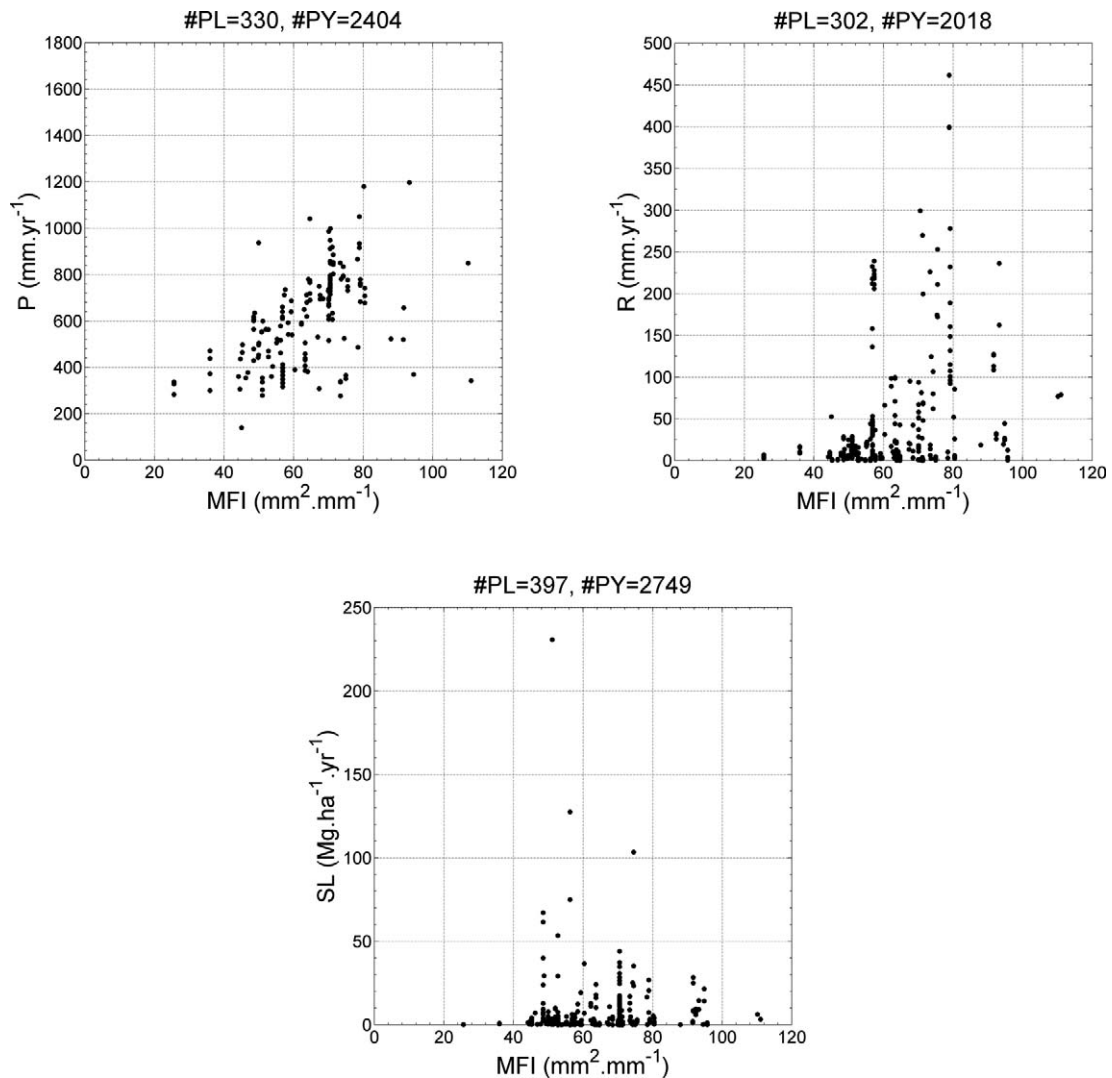 #PL=330, #PY=2404
1800
1600
1400
1200
1000
800
600
400
200
0
P (mm.yr⁻¹)
0 20 40 60 80 100 120
MFI (mm².mm⁻¹)
#PL=302, #PY=2018
500
450
400
350
300
250
200
150
100
50
0
R (mm.yr⁻¹)
0 20 40 60 80 100 120
MFI (mm².mm⁻¹)
#PL=397, #PY=2749
250
200
150
100
50
0
SL (Mg.ha⁻¹.yr⁻¹)
0 20 40 60 80 100 120
MFI (mm².mm⁻¹)